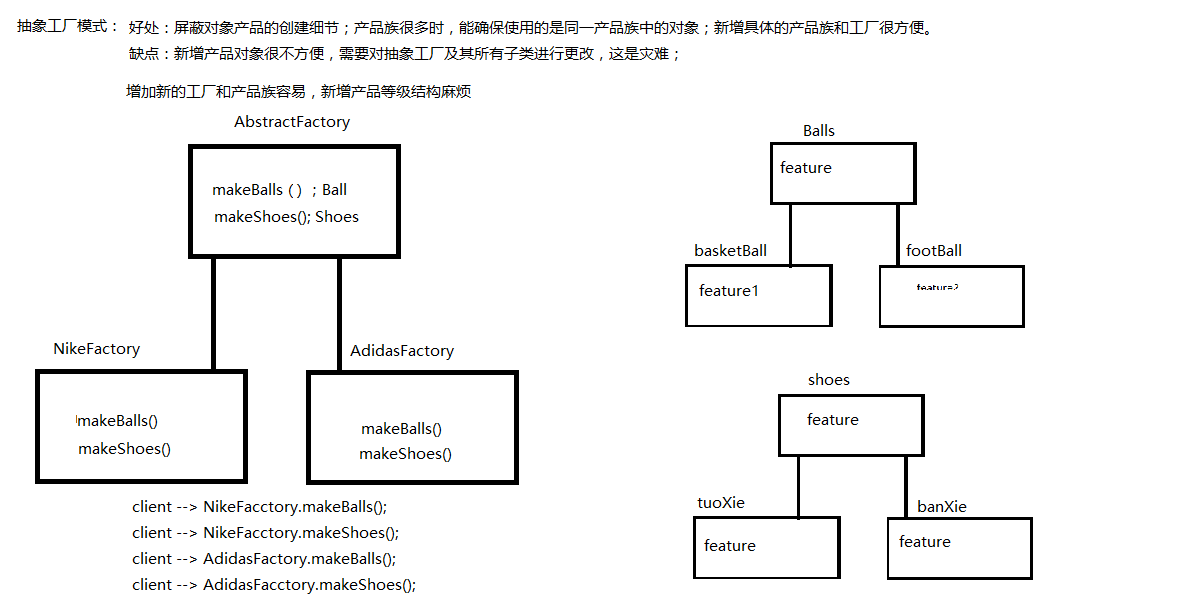 抽象工厂模式： 好处：屏蔽对象产品的创建细节；产品族很多时，能确保使用的是同一产品族中的对象；新增具体的产品族和工厂很方便。
缺点：新增产品对象很不方便，需要对抽象工厂及其所有子类进行更改，这是灾难；
增加新的工厂和产品族容易，新增产品等级结构麻烦
AbstractFactory
makeBalls ( ) ；Ball
makeShoes(); Shoes
NikeFactory
makeBalls()
makeShoes()
AdidasFactory
makeBalls()
makeShoes()
client --> NikeFacctory.makeBalls();
client --> NikeFacctory.makeShoes();
client --> AdidasFactory.makeBalls();
client --> AdidasFacctory.makeShoes();
Balls
feature
basketBall
feature1
footBall
feature2
shoes
feature
tuoXie
feature
banXie
feature